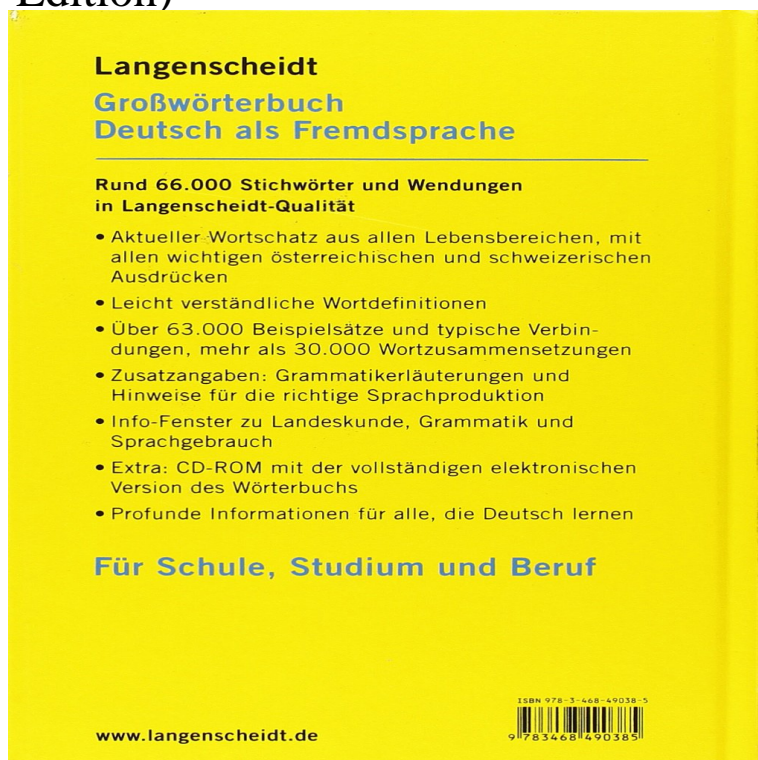 Edition)
Langenscheidt
Großwörterbuch
Deutsch als Fremdsprache
Rund 66.000 Stichwörter und Wendungen
in Langenscheidt-Qualität
• Aktueller Wortschatz aus allen Lebensbereichen, mit
allen wichtigen österreichischen und schweizerischen
Ausdrücken
• Leicht verständliche Wortdefinitionen
• Über 63.000 Beispielsätze und typische Verbin-
dungen, mehr als 30.000 Wortzusammensetzungen
• Zusatzangaben: Grammatikerläuterungen und
Hinweise für die richtige Sprachproduktion
• Info-Fenster zu Landeskunde, Grammatik und
Sprachgebrauch
• Extra: CD-ROM mit der vollständigen elektronischen
Version des Wörterbuchs
• Profunde Informationen für alle, die Deutsch lernen
Für Schule, Studium und Beruf
ISBN 978-3-468-49038-5
www.langenscheidt.de
9 783468 490385